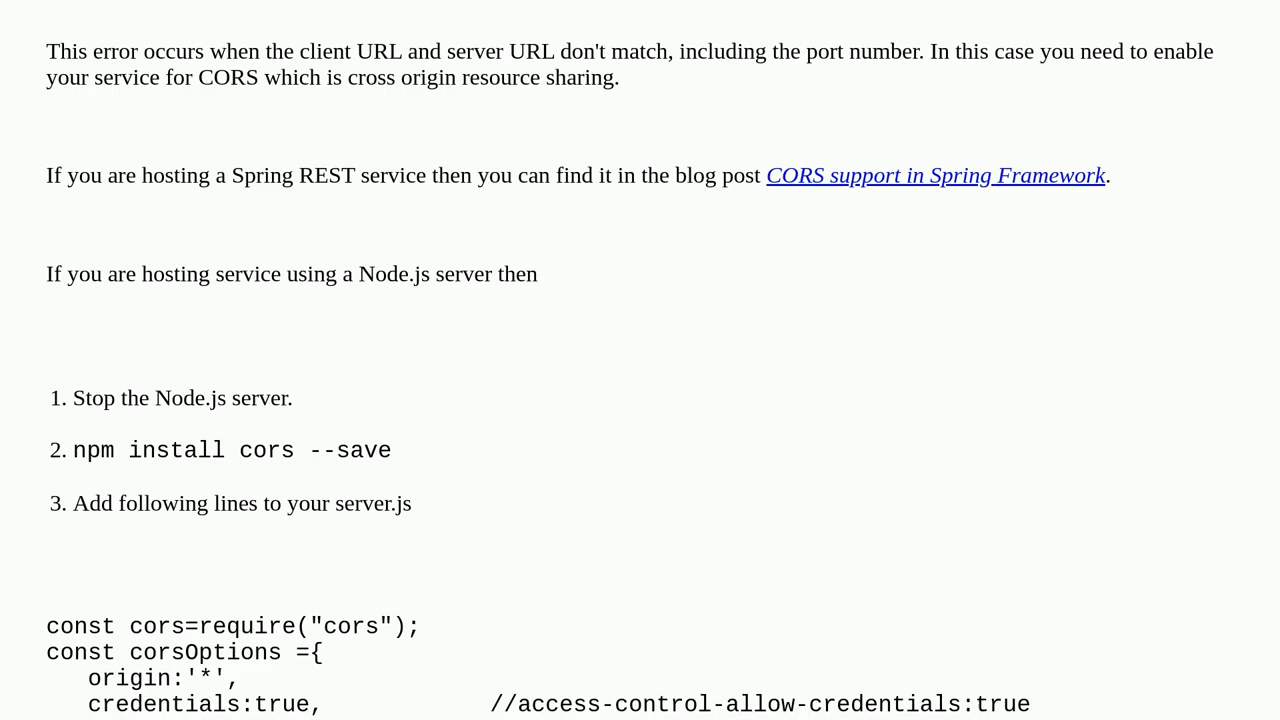 This error occurs when the client URL and server URL don't match, including the port number. In this case you need to enable
your service for CORS which is cross origin resource sharing.
If you are hosting a Spring REST service then you can find it in the blog post CORS support in Spring Framework.
If you are hosting service using a Node.js server then
1. Stop the Node.js server.
2. npm install cors --save
3. Add following lines to your server.js
const cors=require("cors");
const corsOptions ={
   origin:'*',
   credentials:true,            //access-control-allow-credentials:true